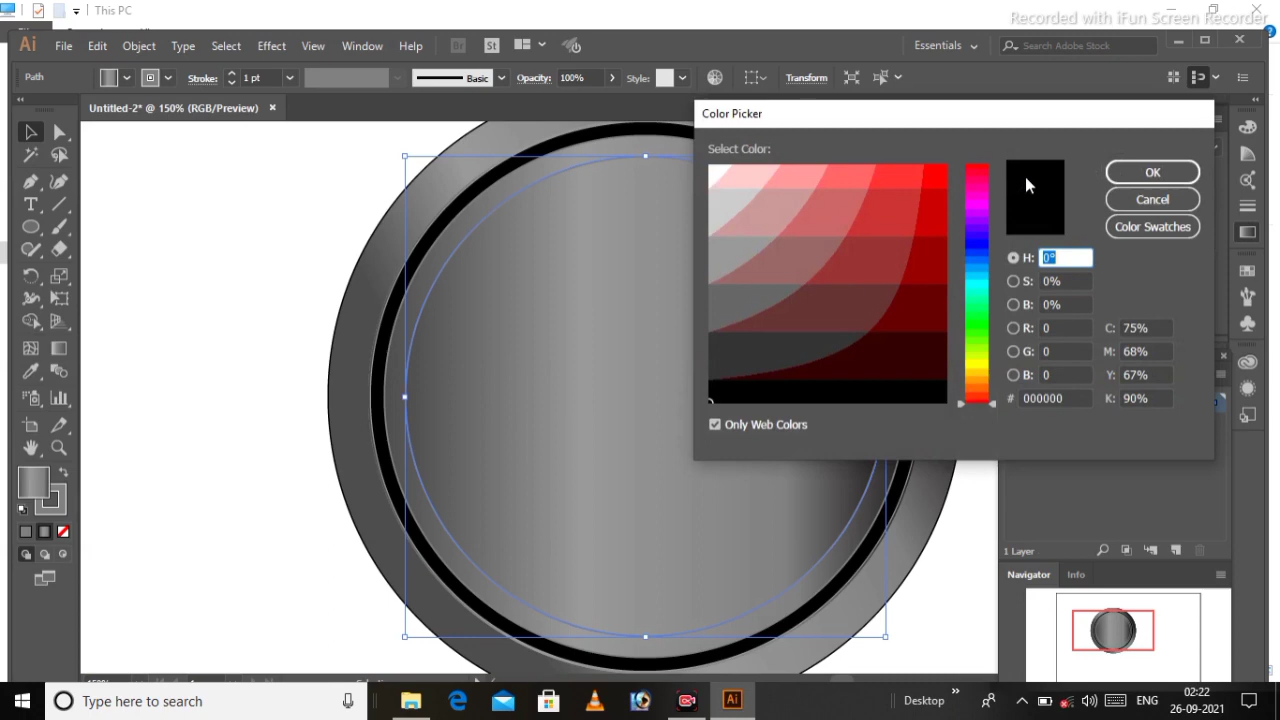 This PC
Recorded with iFun Screen Recorder
Ai File Edit Object Type Select Effect View Window Help Br St Essentials Search Adobe Stock
Path Stroke: 1 pt Basic Opacity: 100% Style: Transform
Untitled-2* @ 150% (RGB/Preview) ×
Color Picker
Select Color:
OK
Cancel
Color Swatches
H: 0°
S: 0%
B: 0%
R: 0 C: 75%
G: 0 M: 68%
B: 0 Y: 67%
# 000000 K: 90%
Only Web Colors
1 Layer
Navigator Info
Type here to search
Desktop
ENG
02:22
26-09-2021